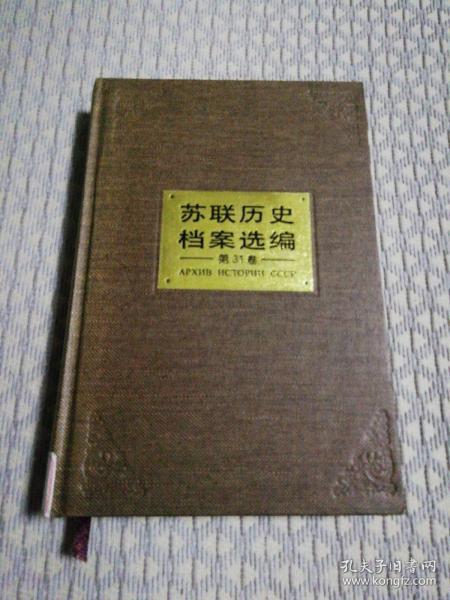 苏联历史
档案选编
第31卷
АРХИВ ИСТОРИИ СССР
孔夫子旧书网
www.kongfz.com